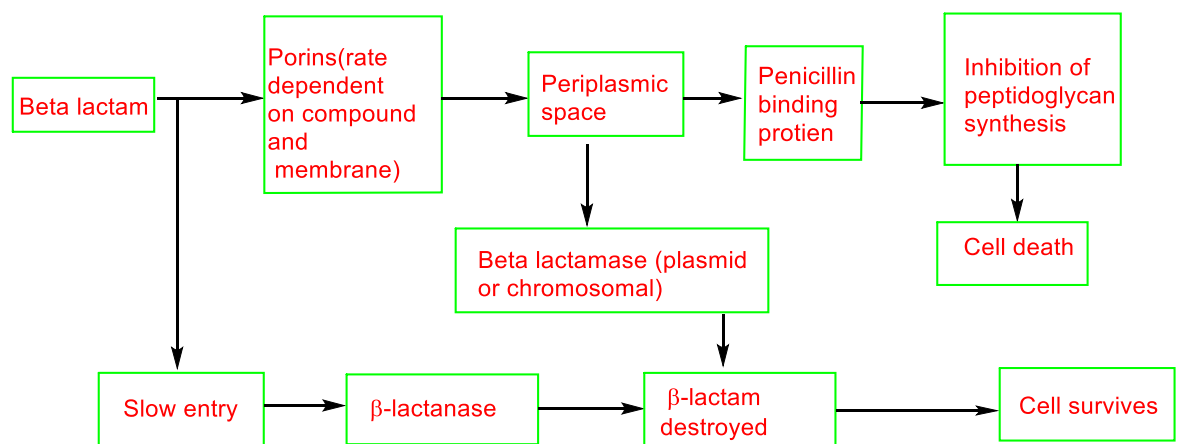 Beta lactam
Porins(rate
dependent
on compound
and
membrane)
Periplasmic
space
Penicillin
binding
protien
Inhibition of
peptidoglycan
synthesis
Cell death
Beta lactamase (plasmid
or chromosomal)
Slow entry
β-lactanase
β-lactam
destroyed
Cell survives